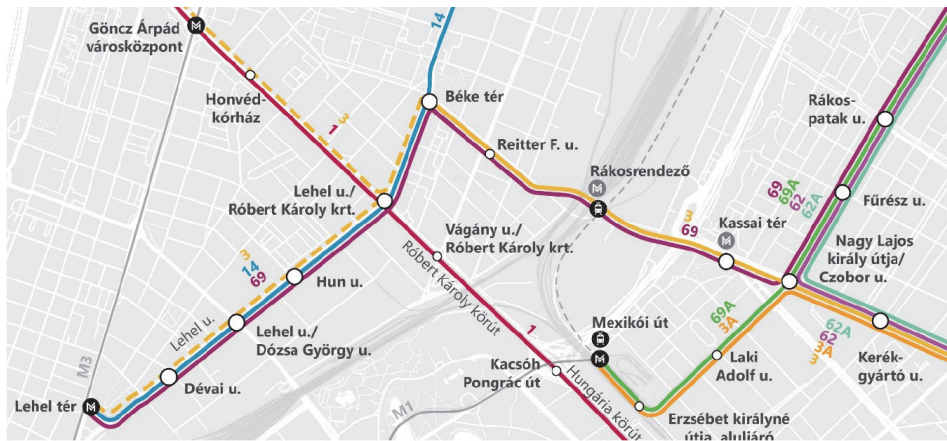 Göncz Árpád
városközpont
Honvéd-
kórház
14
Béke tér
3
1
Reitter F. u.
Rákos-
patak u.
Rákosrendező
Lehel u./
Róbert Károly krt.
69
69A
62
62A
Fűrész u.
3
69
Kassai tér
Vágány u./
Róbert Károly krt.
Nagy Lajos
király útja/
Czobor u.
3
14
69
Hun u.
Róbert Károly körút
Lehel u.
1
Mexikói út
69A
3A
62A
62
3A
3
Lehel u./
Dózsa György u.
M3
Laki
Adolf u.
Kerék-
gyártó u.
Kacsóh
Pongrác út
Hungária körút
Dévai u.
Lehel tér
M1
Erzsébet királyné
útja, aluljáró